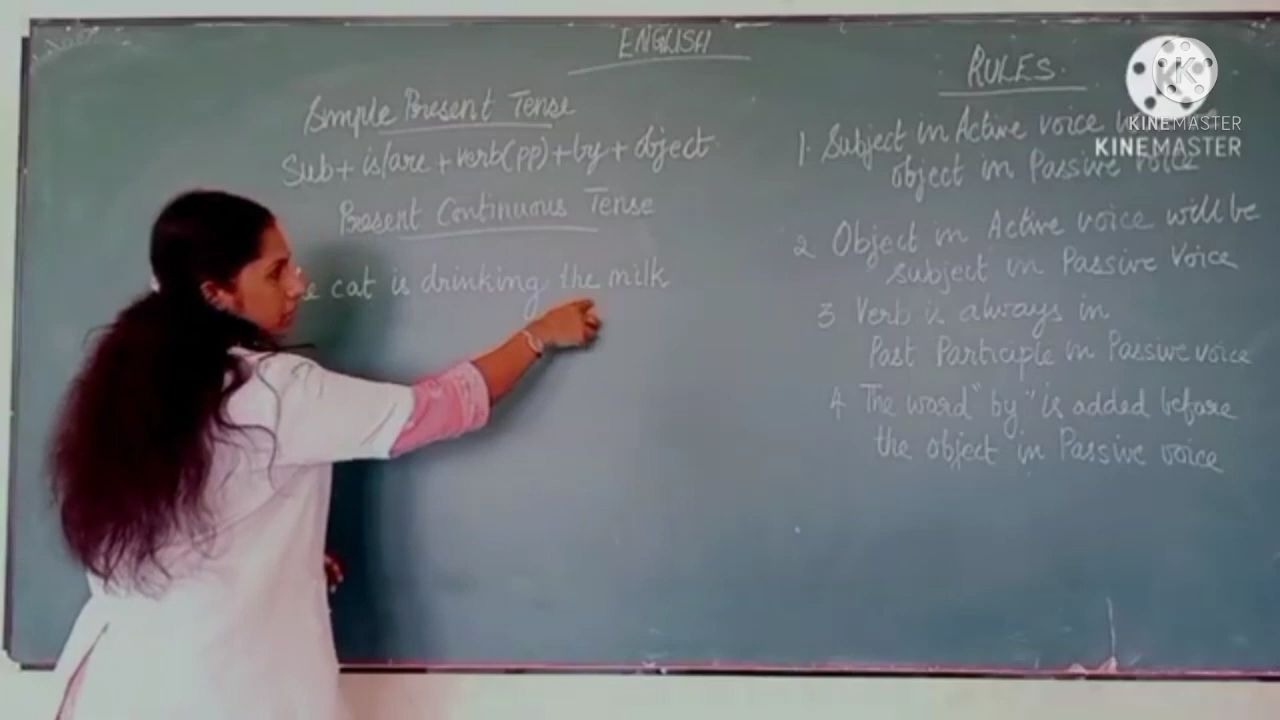 ENGLISH
Simple Present Tense
Sub + is/are + verb(pp) + by + object
Present Continuous Tense
cat is drinking the milk
RULES.
1. Subject in Active voice
object in Passive voice
2 Object in Active voice will be
subject in Passive Voice
3 Verb is always in
Past Participle in Passive voice
4 The word "by" is added before
the object in Passive voice
KINEMASTER
KINEMASTER